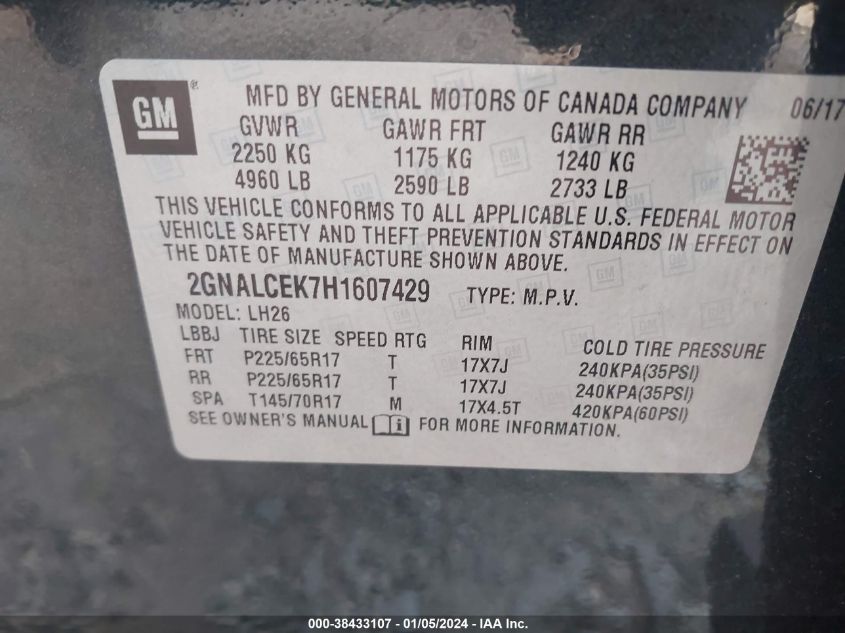 GM ® MFD BY GENERAL MOTORS OF CANADA COMPANY 06/17
GVWR GAWR FRT GAWR RR
2250 KG 1175 KG 1240 KG
4960 LB 2590 LB 2733 LB
THIS VEHICLE CONFORMS TO ALL APPLICABLE U.S. FEDERAL MOTOR
VEHICLE SAFETY AND THEFT PREVENTION STANDARDS IN EFFECT ON
THE DATE OF MANUFACTURE SHOWN ABOVE.
2GNALCEK7H1607429 TYPE: M.P.V.
MODEL: LH26
LBBJ TIRE SIZE SPEED RTG RIM COLD TIRE PRESSURE
FRT P225/65R17 T 17X7J 240KPA(35PSI)
RR P225/65R17 T 17X7J 240KPA(35PSI)
SPA T145/70R17 M 17X4.5T 420KPA(60PSI)
SEE OWNER'S MANUAL i FOR MORE INFORMATION.
000-38433107 - 01/05/2024 - IAA Inc.